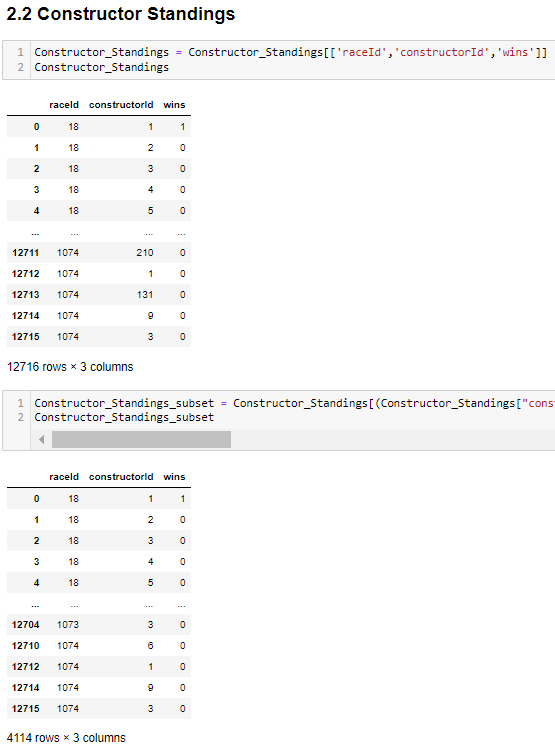 2.2 Constructor Standings
1 Constructor_Standings = Constructor_Standings[['raceId','constructorId','wins']]
2 Constructor_Standings
raceId constructorId wins
0 18 1 1
1 18 2 0
2 18 3 0
3 18 4 0
4 18 5 0
... ... ... ...
12711 1074 210 0
12712 1074 1 0
12713 1074 131 0
12714 1074 9 0
12715 1074 3 0
12716 rows × 3 columns
1 Constructor_Standings_subset = Constructor_Standings[(Constructor_Standings["cons
2 Constructor_Standings_subset
raceId constructorId wins
0 18 1 1
1 18 2 0
2 18 3 0
3 18 4 0
4 18 5 0
... ... ... ...
12704 1073 3 0
12710 1074 6 0
12712 1074 1 0
12714 1074 9 0
12715 1074 3 0
4114 rows × 3 columns